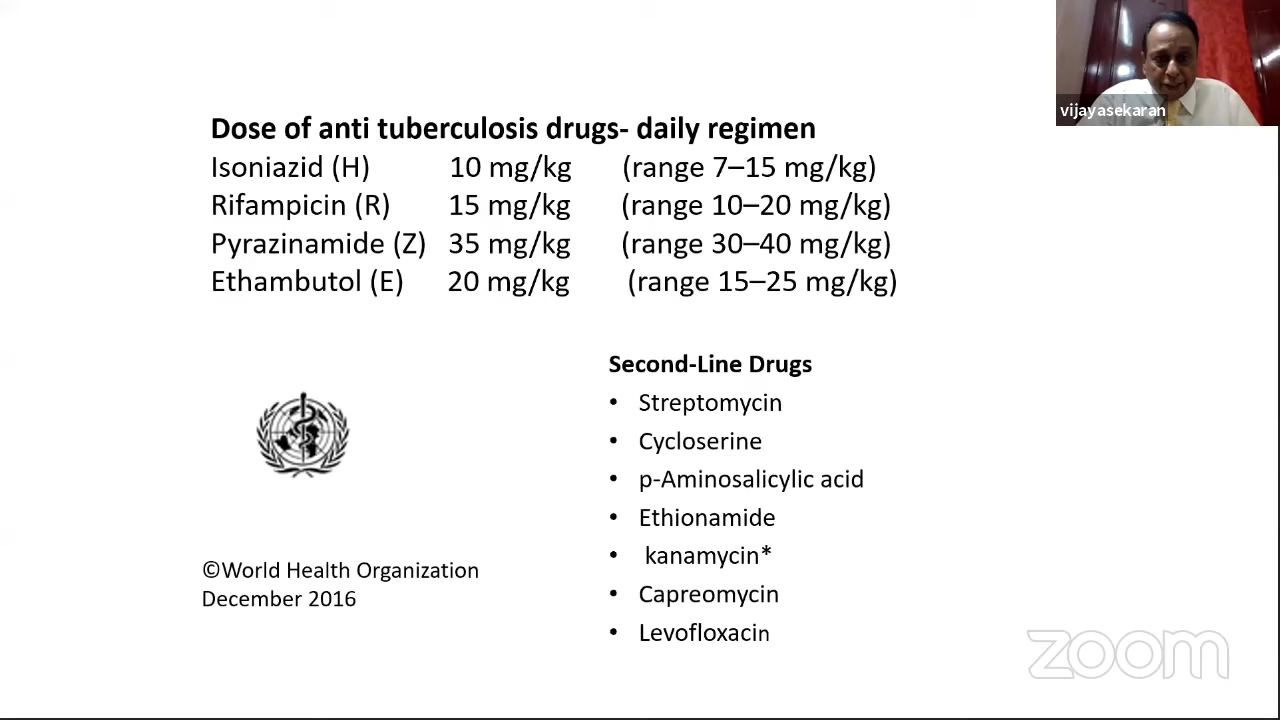 vijayasekaran
Dose of anti tuberculosis drugs- daily regimen
Isoniazid (H) 10 mg/kg (range 7–15 mg/kg)
Rifampicin (R) 15 mg/kg (range 10–20 mg/kg)
Pyrazinamide (Z) 35 mg/kg (range 30–40 mg/kg)
Ethambutol (E) 20 mg/kg (range 15–25 mg/kg)
Second-Line Drugs
• Streptomycin
• Cycloserine
• p-Aminosalicylic acid
• Ethionamide
• kanamycin*
• Capreomycin
• Levofloxacin
©World Health Organization
December 2016
zoom